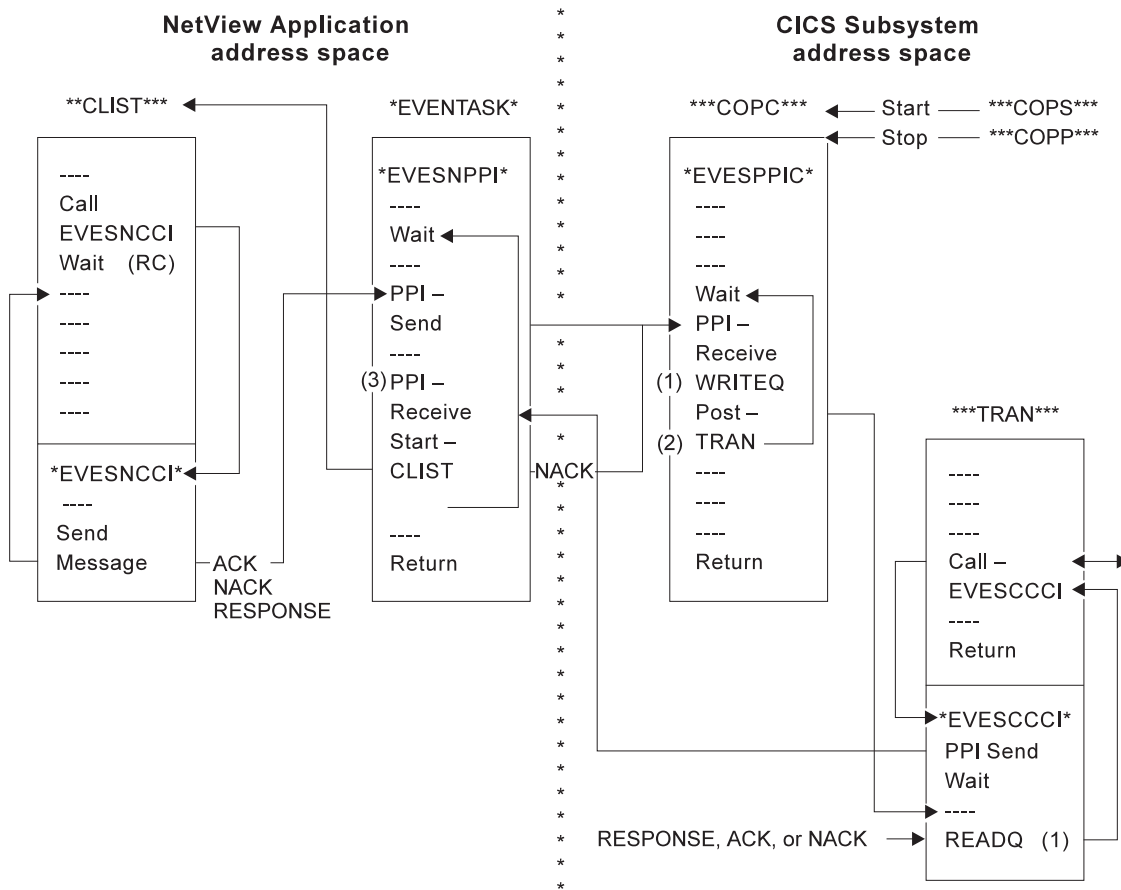 NetView Application
address space
CICS Subsystem
address space
**CLIST***
*EVENTASK*
***COPC***
Start
***COPS***
Stop
***COPP***
----
Call
EVESNCCI
Wait (RC)
----
----
----
----
----
*EVESNCCI*
----
Send
Message
ACK
NACK
RESPONSE
*EVESNPPI*
----
Wait
----
PPI –
Send
----
(3) PPI –
Receive
Start –
CLIST
----
Return
NACK
*EVESPPIC*
----
----
----
Wait
PPI –
Receive
(1) WRITEQ
Post –
(2) TRAN
----
----
----
Return
***TRAN***
----
----
----
Call –
EVESCCCI
----
Return
*EVESCCCI*
PPI Send
Wait
----
RESPONSE, ACK, or NACK
READQ (1)